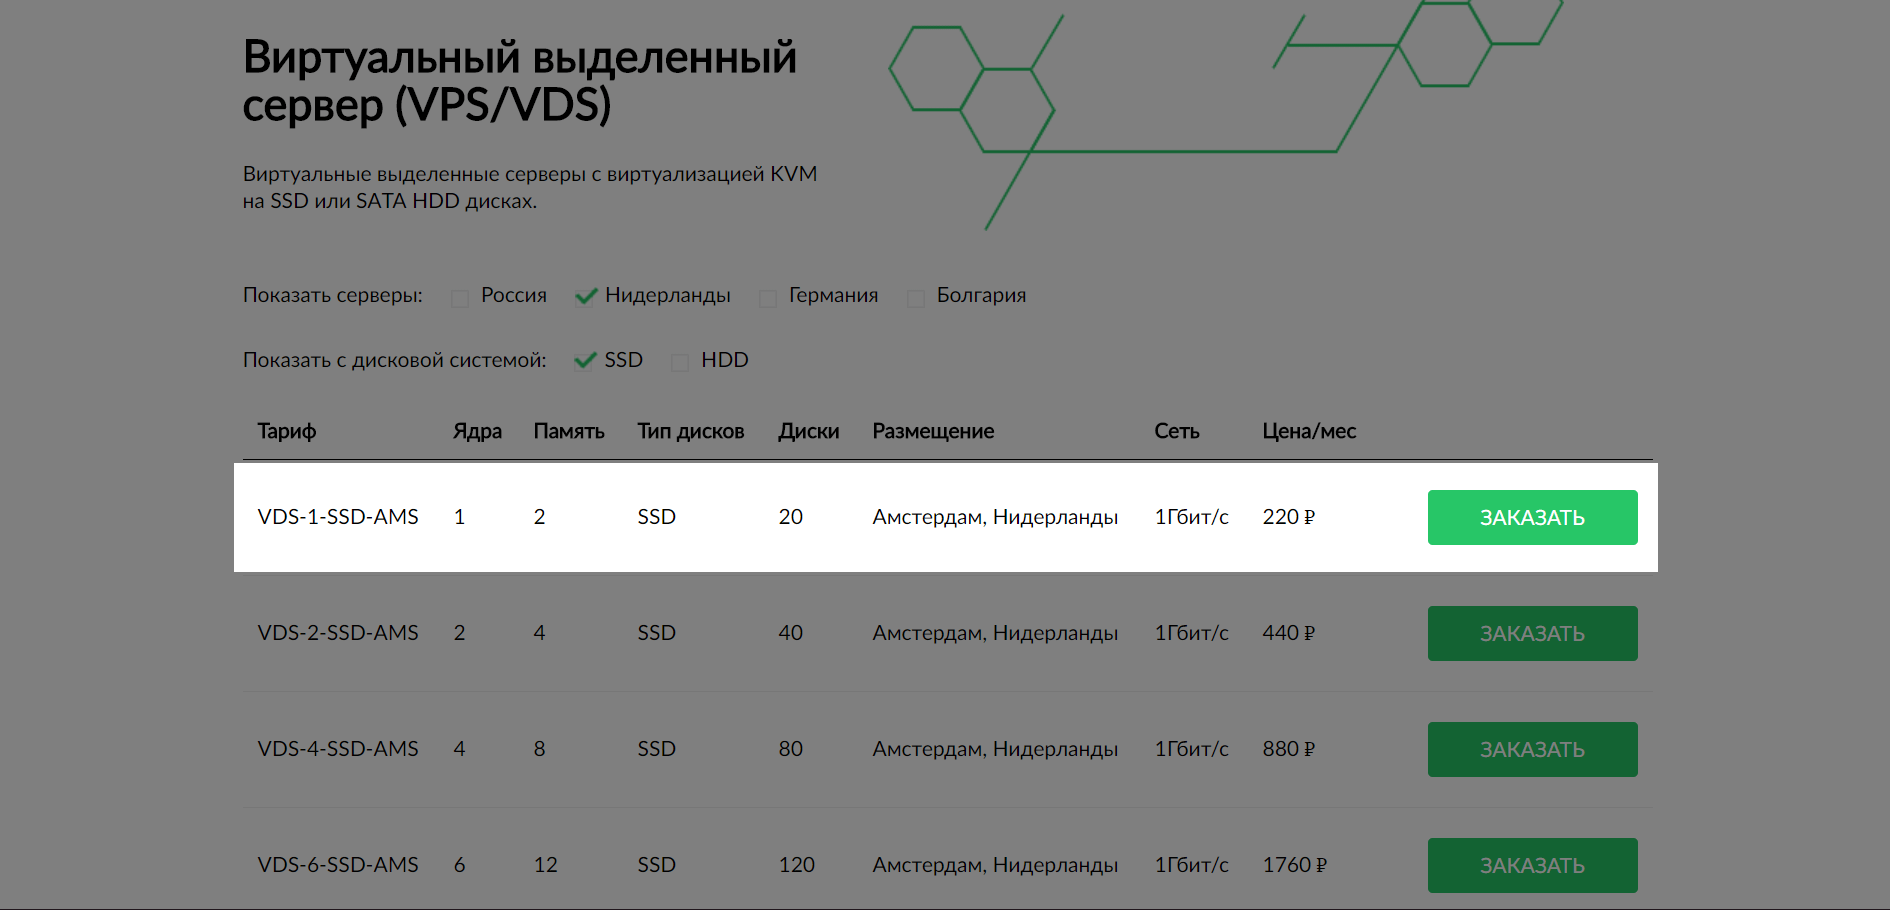 Виртуальный выделенный
сервер (VPS/VDS)
Виртуальные выделенные серверы с виртуализацией KVM
на SSD или SATA HDD дисках.
Показать серверы: Россия Нидерланды Германия Болгария
Показать с дисковой системой: SSD HDD
Тариф Ядра Память Тип дисков Диски Размещение Сеть Цена/мес
VDS-1-SSD-AMS 1 2 SSD 20 Амстердам, Нидерланды 1Гбит/с 220 ₽ ЗАКАЗАТЬ
VDS-2-SSD-AMS 2 4 SSD 40 Амстердам, Нидерланды 1Гбит/с 440 ₽ ЗАКАЗАТЬ
VDS-4-SSD-AMS 4 8 SSD 80 Амстердам, Нидерланды 1Гбит/с 880 ₽ ЗАКАЗАТЬ
VDS-6-SSD-AMS 6 12 SSD 120 Амстердам, Нидерланды 1Гбит/с 1760 ₽ ЗАКАЗАТЬ